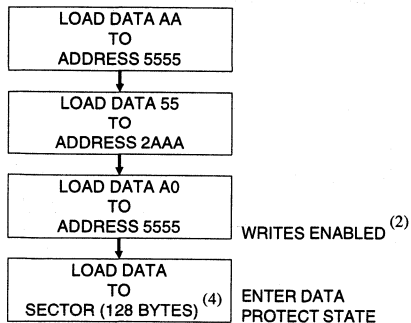 LOAD DATA AA
TO
ADDRESS 5555
LOAD DATA 55
TO
ADDRESS 2AAA
LOAD DATA A0
TO
ADDRESS 5555
WRITES ENABLED (2)
LOAD DATA
TO
SECTOR (128 BYTES) (4)
ENTER DATA
PROTECT STATE